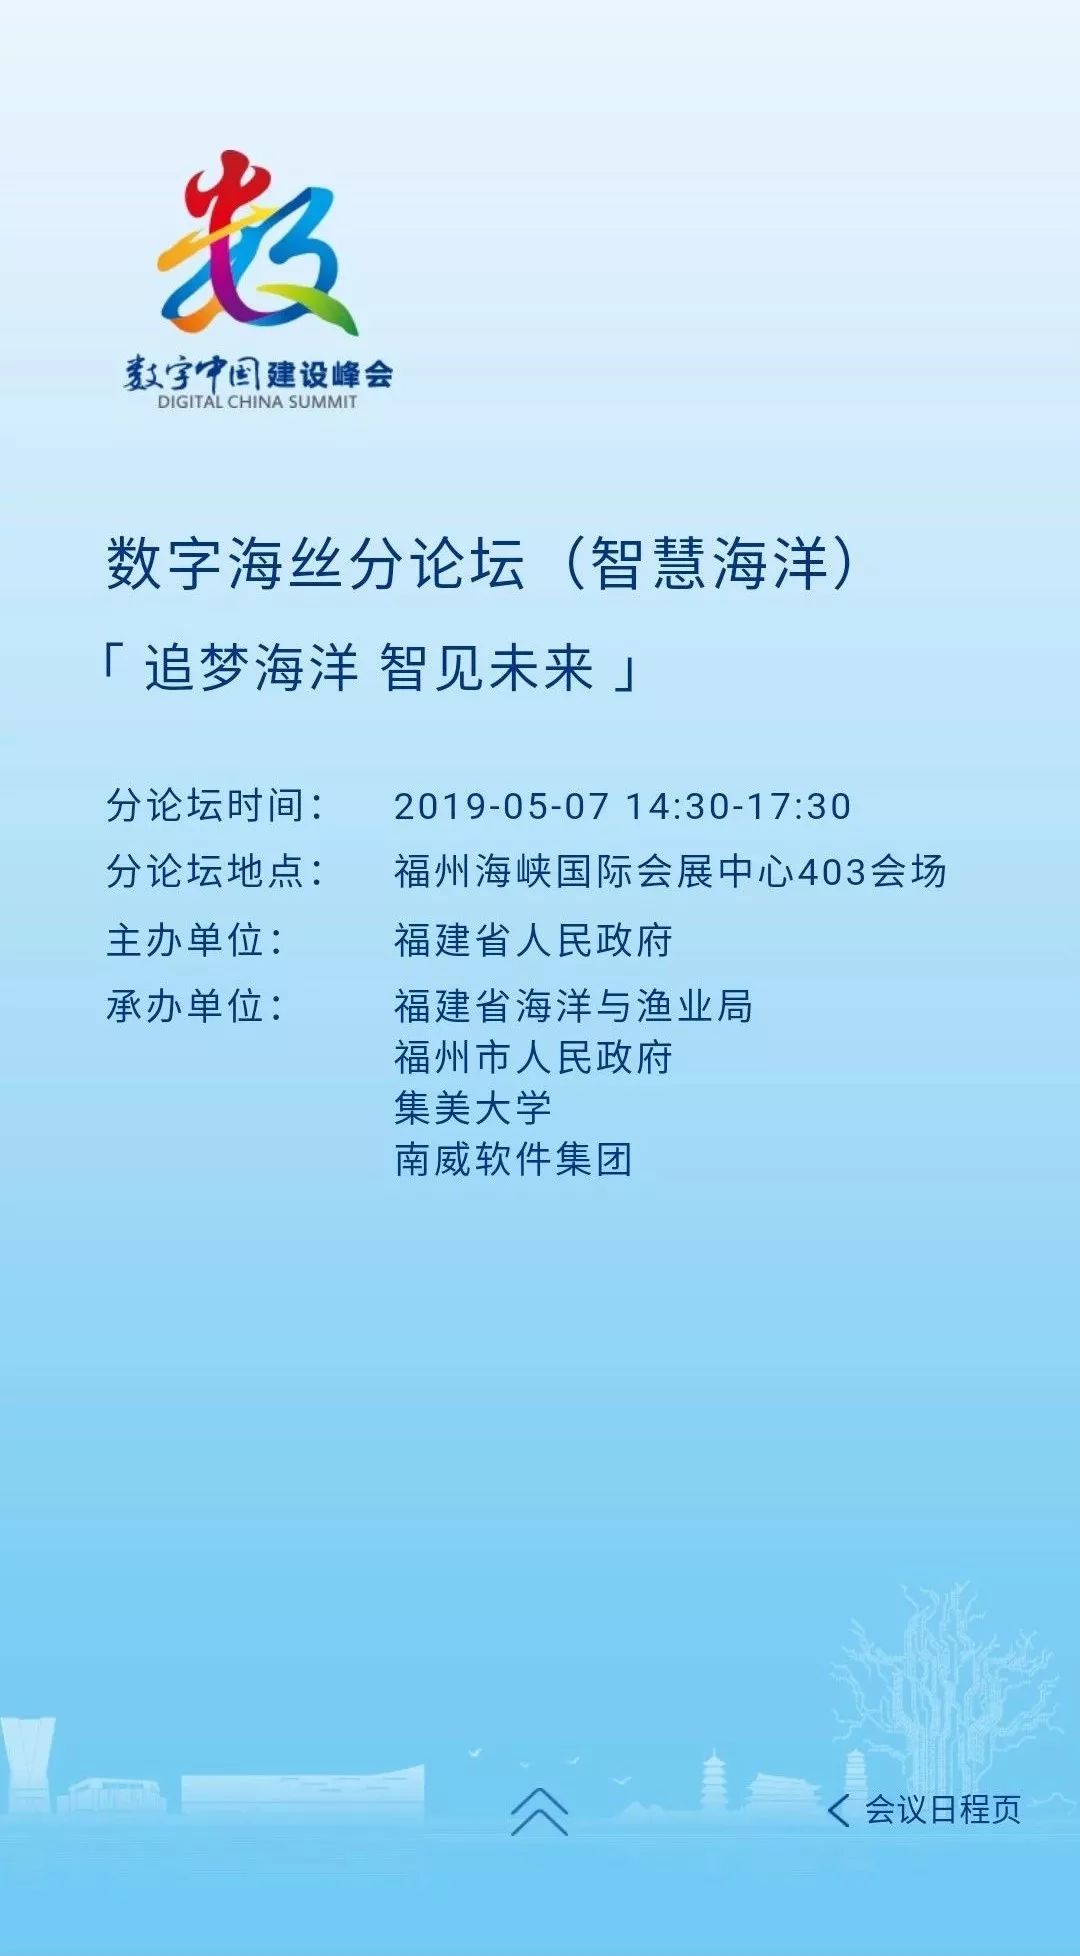 数
数字中国建设峰会
DIGITAL CHINA SUMMIT
数字海丝分论坛（智慧海洋）
「 追梦海洋 智见未来 」
分论坛时间： 2019-05-07 14:30-17:30
分论坛地点： 福州海峡国际会展中心403会场
主办单位： 福建省人民政府
承办单位： 福建省海洋与渔业局
福州市人民政府
集美大学
南威软件集团
会议日程页